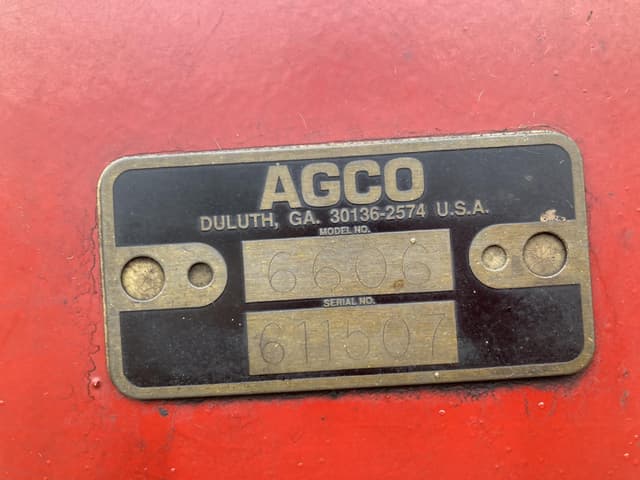 AGCO
DULUTH, GA. 30136-2574 U.S.A.
MODEL NO.
6606
SERIAL NO.
611507